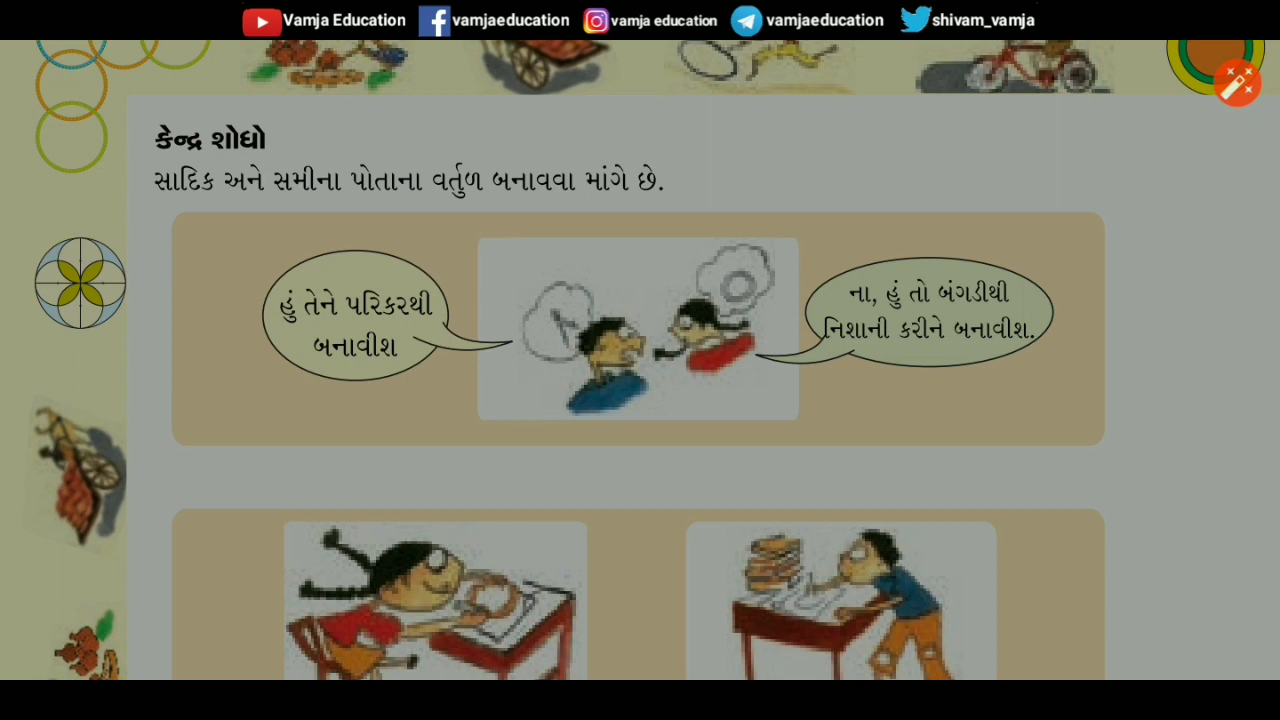 Vamja Education vamjaeducation vamja education vamjaeducation shivam_vamja
કેન્દ્ર શોધો
સાદિક અને સમીના પોતાના વર્તુળ બનાવવા માંગે છે.
હું તેને પરિકરથી
બનાવીશ
ના, હું તો બંગડીથી
નિશાની કરીને બનાવીશ.